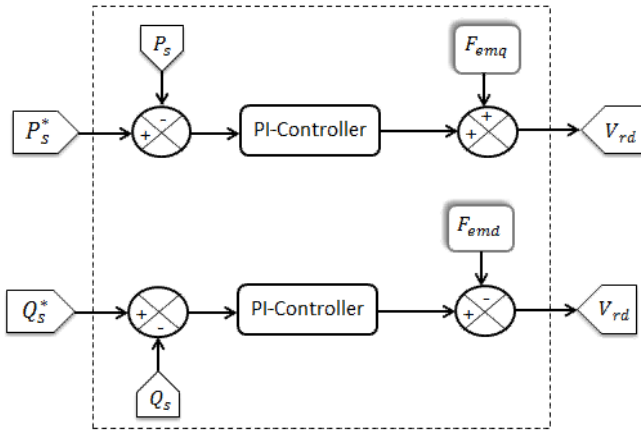 P_s
F_emq
-
P_s^* + PI-Controller + + V_rd
F_emd
-
Q_s^* + PI-Controller + V_rd
-
Q_s